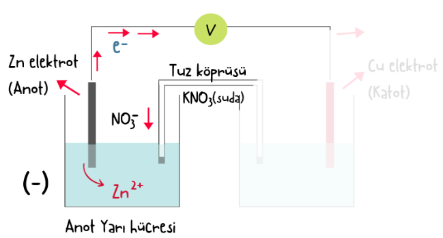 V
e-
Zn elektrot
(Anot)
Tuz köprüsü
KNO₃(suda)
NO₃⁻
Cu elektrot
(Katot)
(-)
Zn²⁺
Anot Yarı hücresi